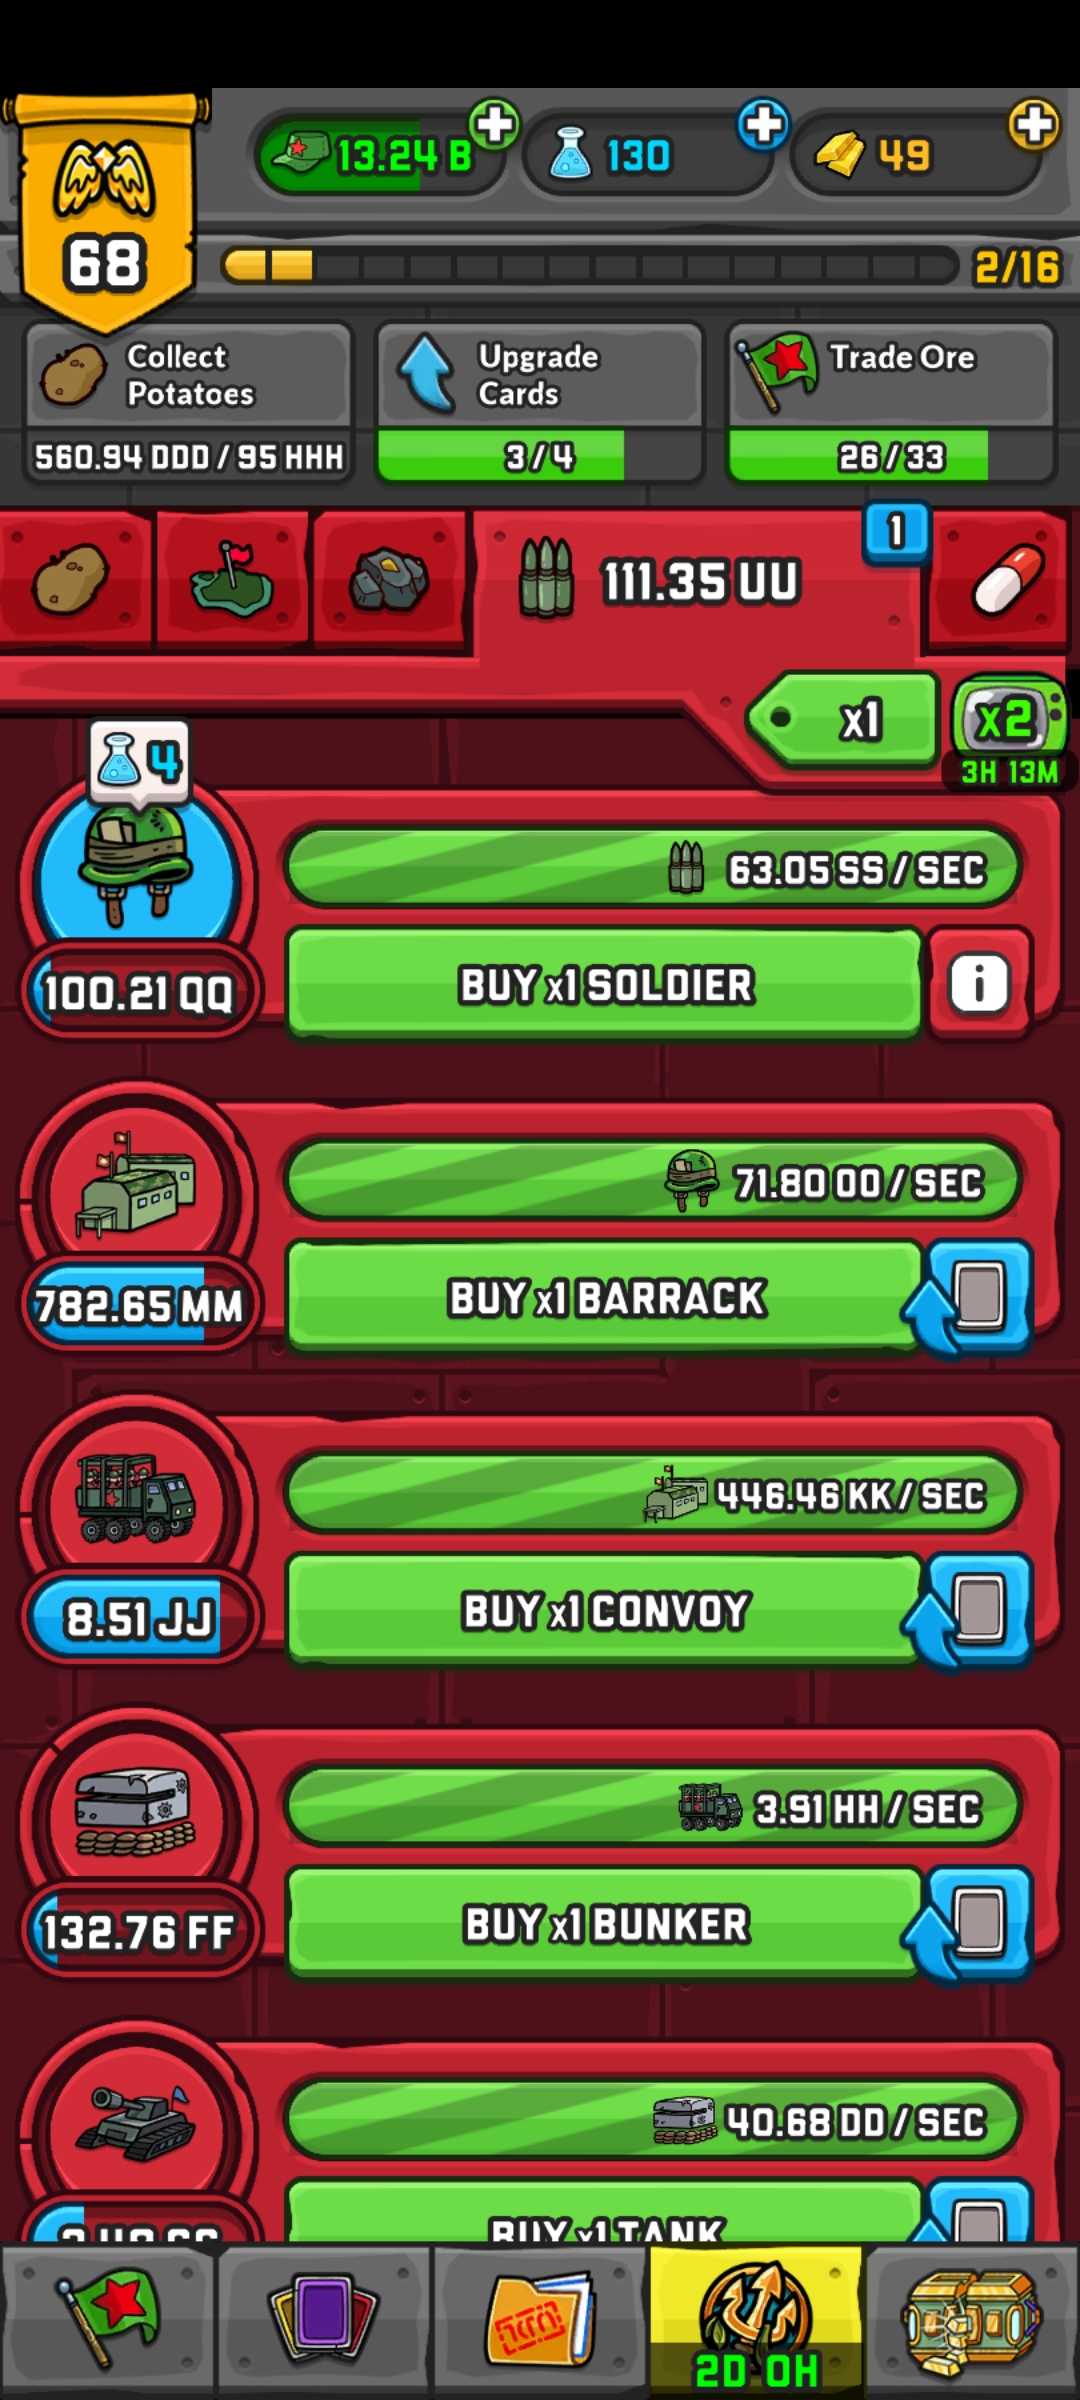 13.24 B
130
49
68
2/16
Collect
Potatoes
560.94 DDD / 95 HHH
Upgrade
Cards
3/4
Trade Ore
26/33
111.35 UU
1
x1
x2
3H 13M
4
63.05 SS / SEC
100.21 QQ
BUY x1 SOLDIER
i
71.80 OO / SEC
782.65 MM
BUY x1 BARRACK
446.46 KK / SEC
8.51 JJ
BUY x1 CONVOY
3.91 HH / SEC
132.76 FF
BUY x1 BUNKER
40.68 DD / SEC
BUY x1 TANK
2D 0H